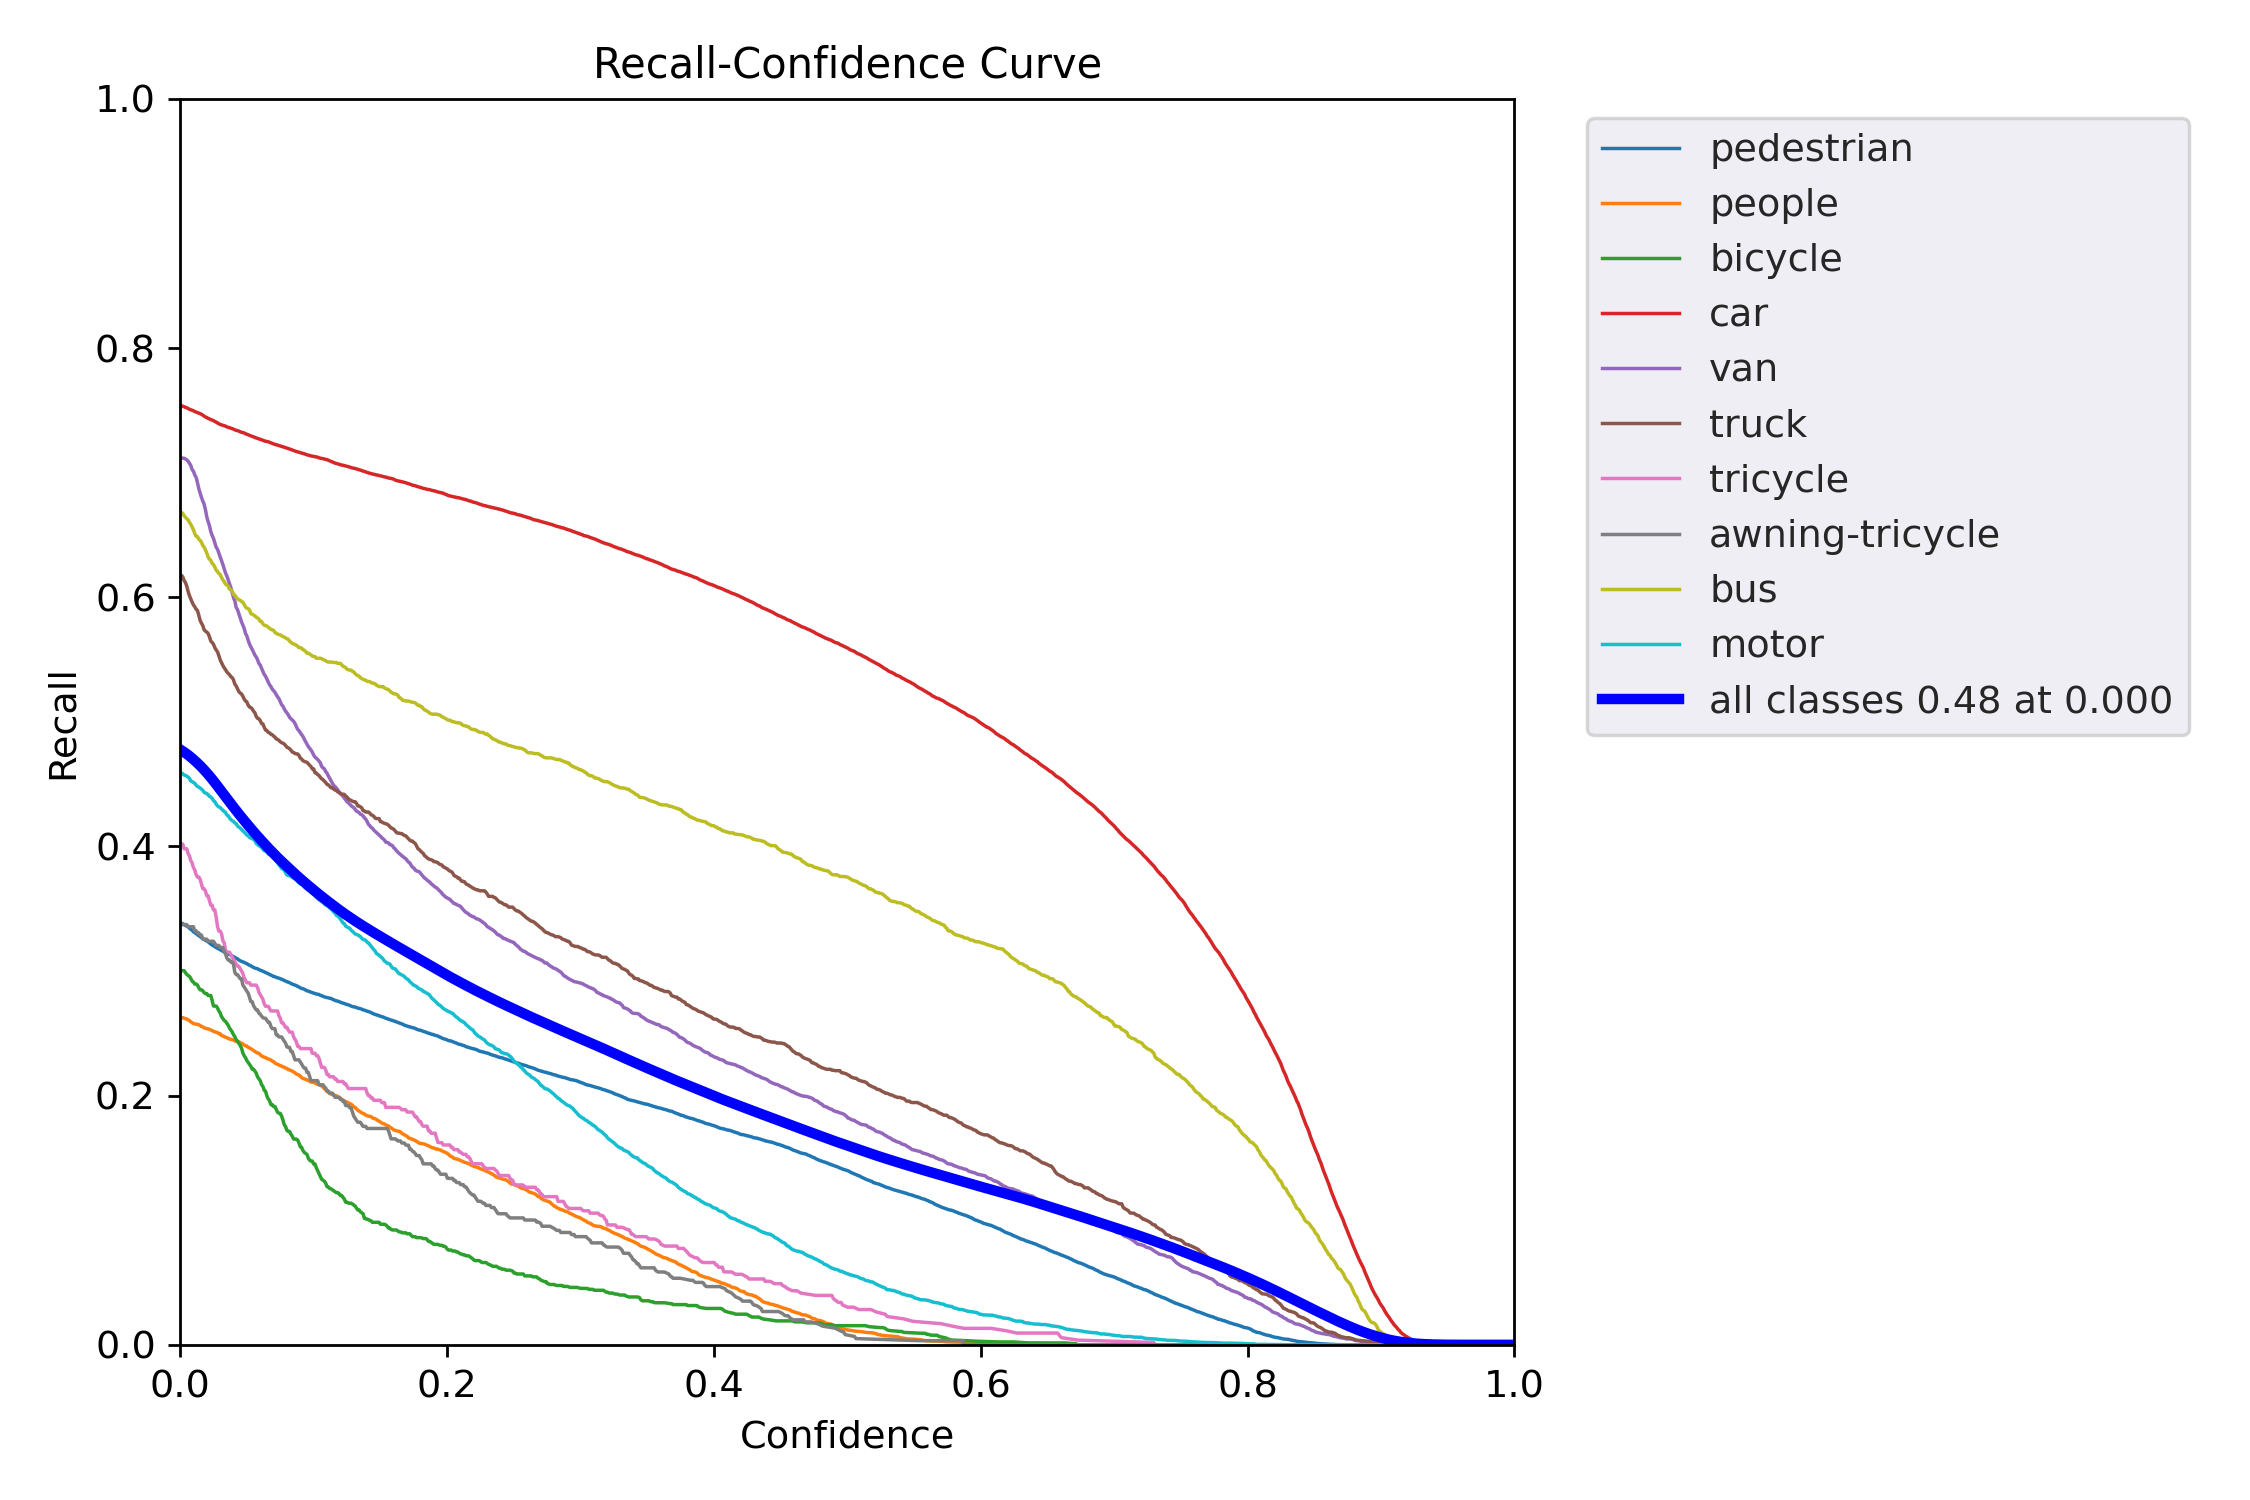 Recall-Confidence Curve
1.0
0.8
0.6
0.4
0.2
0.0
Recall
0.0 0.2 0.4 0.6 0.8 1.0
Confidence
pedestrian
people
bicycle
car
van
truck
tricycle
awning-tricycle
bus
motor
all classes 0.48 at 0.000